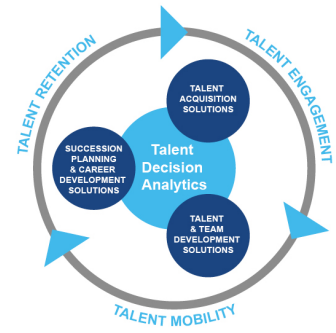 TALENT RETENTION
TALENT ENGAGEMENT
TALENT
ACQUISITION
SOLUTIONS
Talent
Decision
Analytics
SUCCESSION
PLANNING
& CAREER
DEVELOPMENT
SOLUTIONS
TALENT
& TEAM
DEVELOPMENT
SOLUTIONS
TALENT MOBILITY